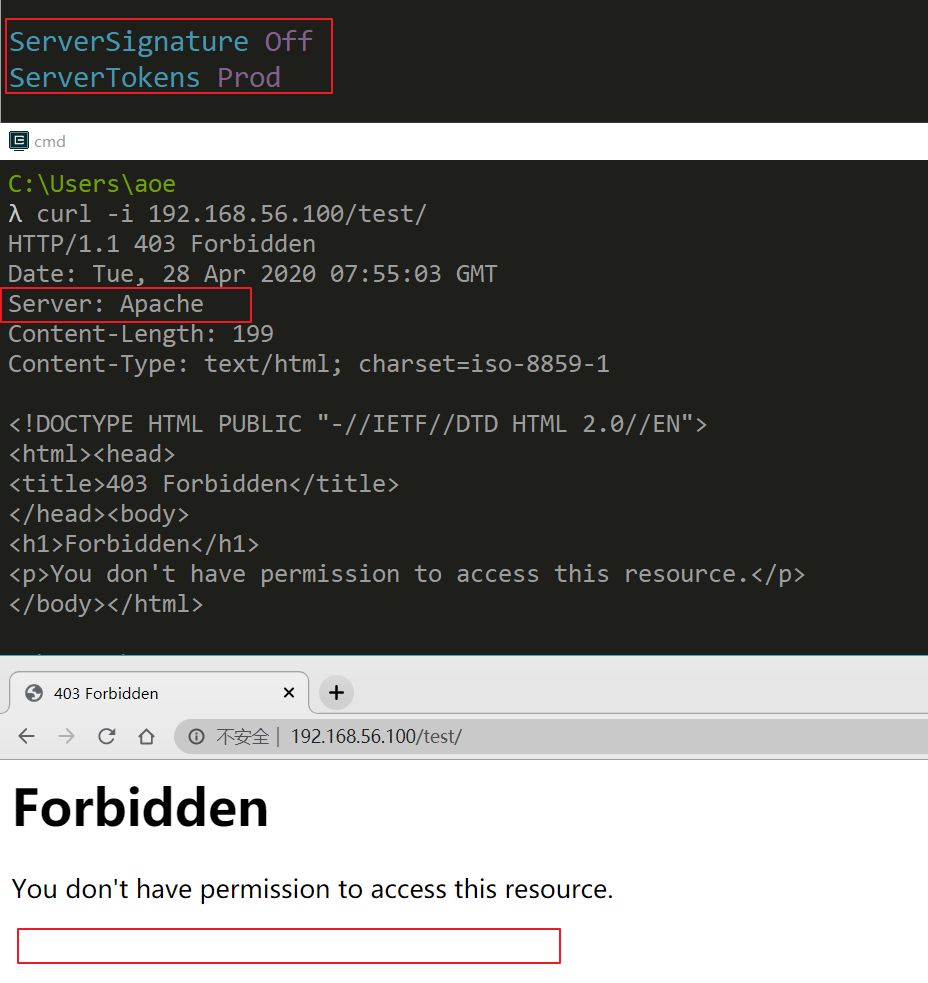 ServerSignature Off
ServerTokens Prod
cmd
C:\Users\aoe
λ curl -i 192.168.56.100/test/
HTTP/1.1 403 Forbidden
Date: Tue, 28 Apr 2020 07:55:03 GMT
Server: Apache
Content-Length: 199
Content-Type: text/html; charset=iso-8859-1
<!DOCTYPE HTML PUBLIC "-//IETF//DTD HTML 2.0//EN">
<html><head>
<title>403 Forbidden</title>
</head><body>
<h1>Forbidden</h1>
<p>You don't have permission to access this resource.</p>
</body></html>
403 Forbidden
不安全 | 192.168.56.100/test/
Forbidden
You don't have permission to access this resource.